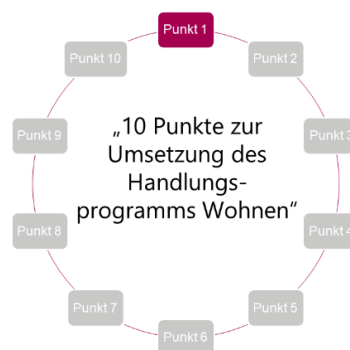 Punkt 1
Punkt 10
Punkt 2
„10 Punkte zur
Umsetzung des
Handlungs-
programms Wohnen“
Punkt 9
Punkt 3
Punkt 8
Punkt 4
Punkt 7
Punkt 5
Punkt 6